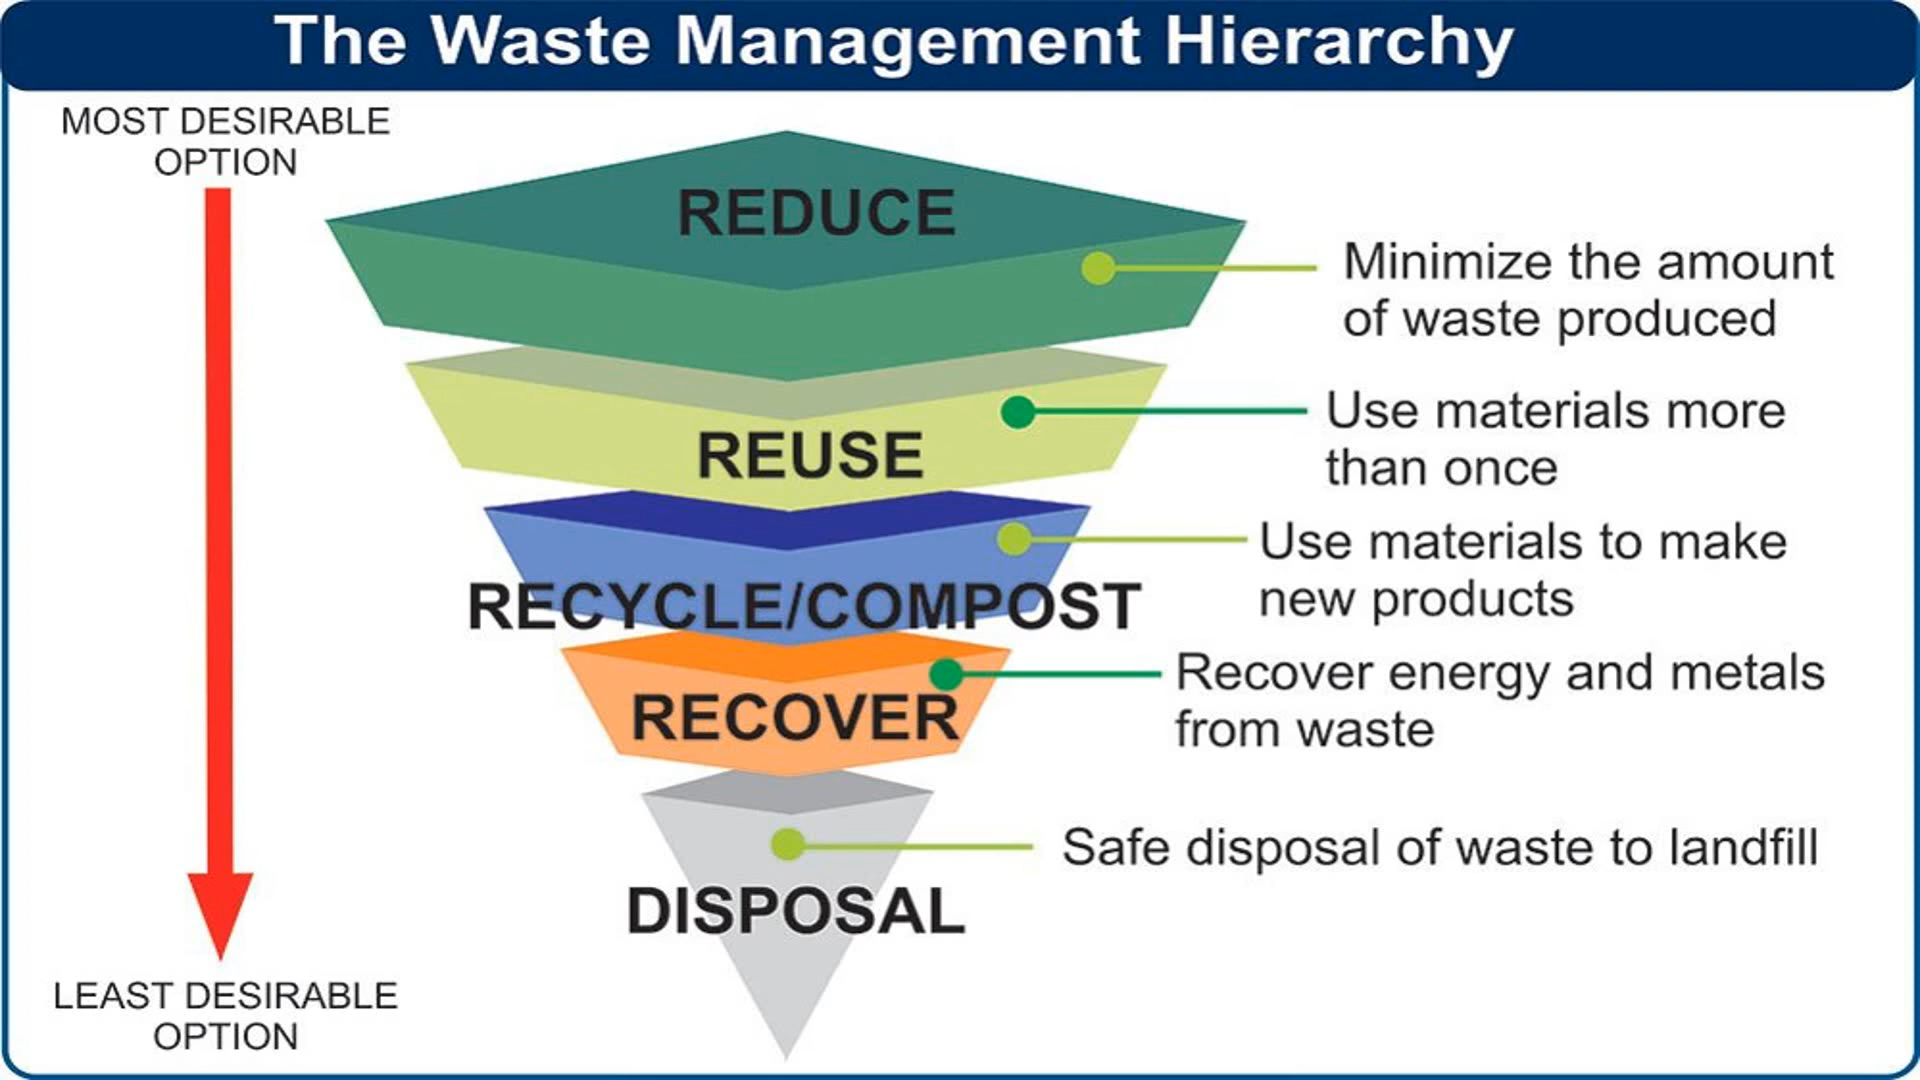 The Waste Management Hierarchy
MOST DESIRABLE
OPTION
REDUCE
Minimize the amount
of waste produced
REUSE
Use materials more
than once
RECYCLE/COMPOST
Use materials to make
new products
RECOVER
Recover energy and metals
from waste
DISPOSAL
Safe disposal of waste to landfill
LEAST DESIRABLE
OPTION